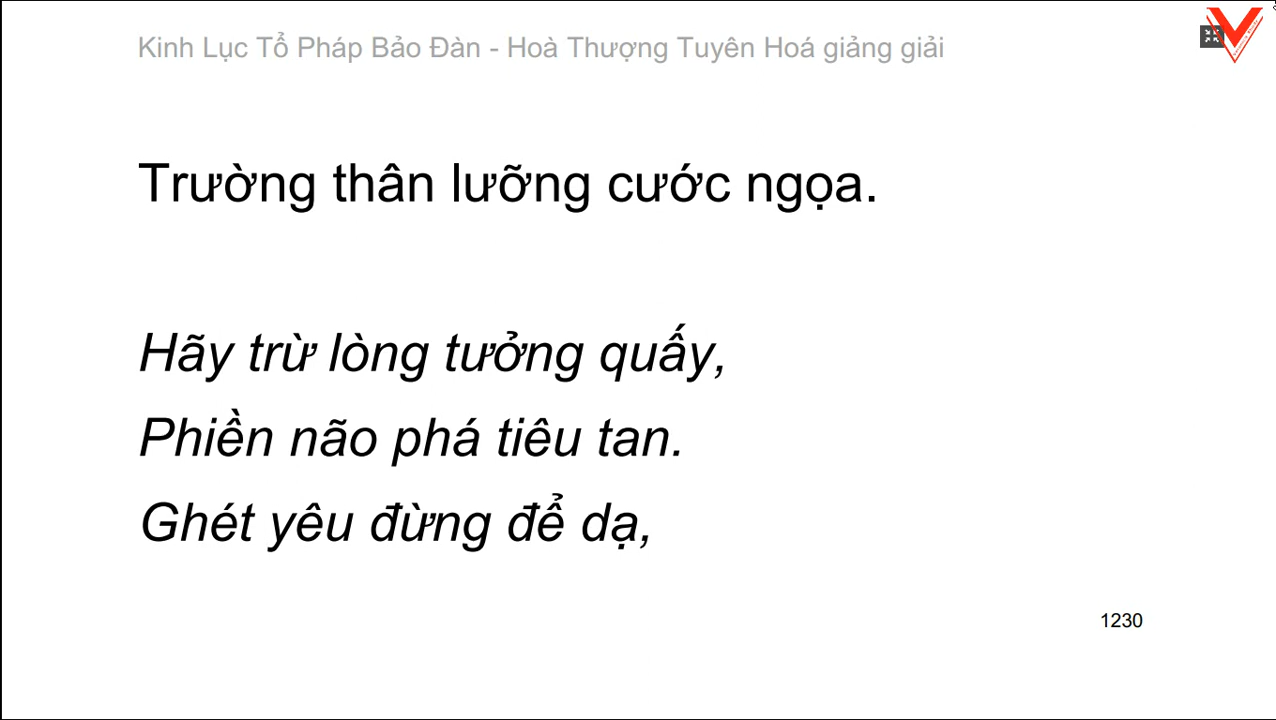 Kinh Lục Tổ Pháp Bảo Đàn - Hoà Thượng Tuyên Hoá giảng giải
Trường thân lưỡng cước ngọa.
Hãy trừ lòng tưởng quấy,
Phiền não phá tiêu tan.
Ghét yêu đừng để dạ,
1230